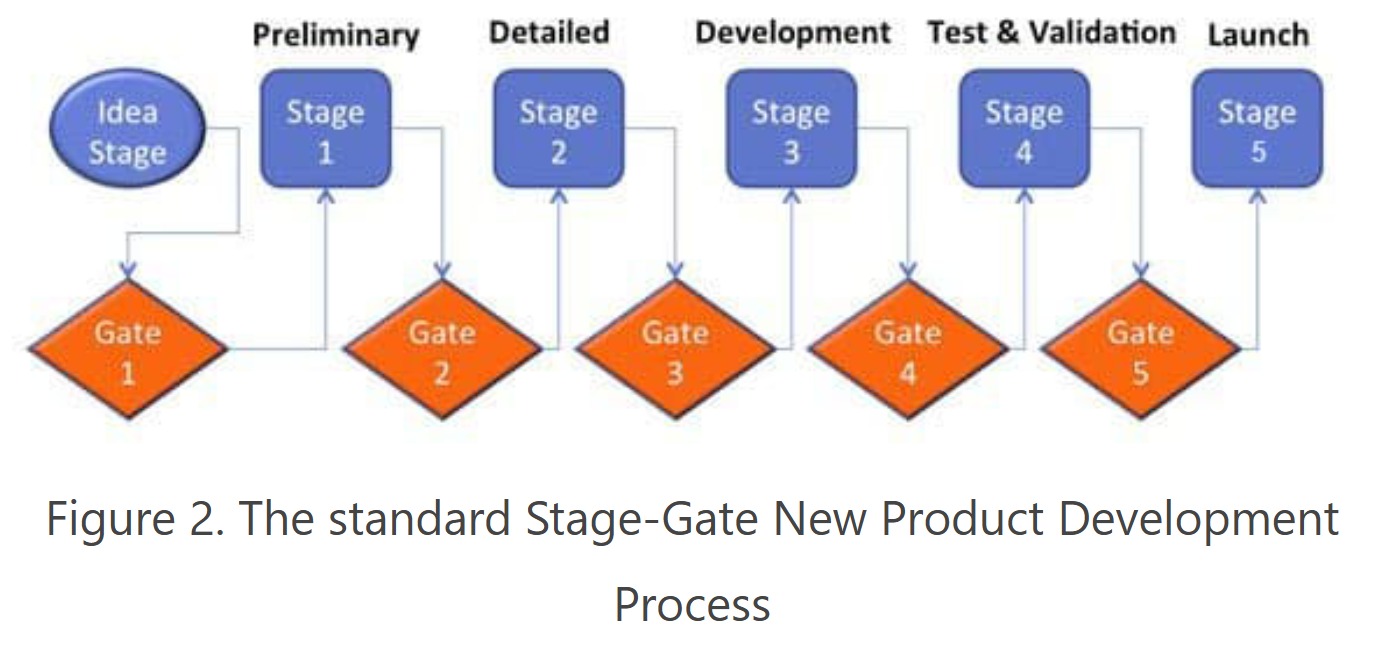 Preliminary Detailed Development Test & Validation Launch
Idea Stage
Stage 1
Stage 2
Stage 3
Stage 4
Stage 5
Gate 1
Gate 2
Gate 3
Gate 4
Gate 5
Figure 2. The standard Stage-Gate New Product Development
Process